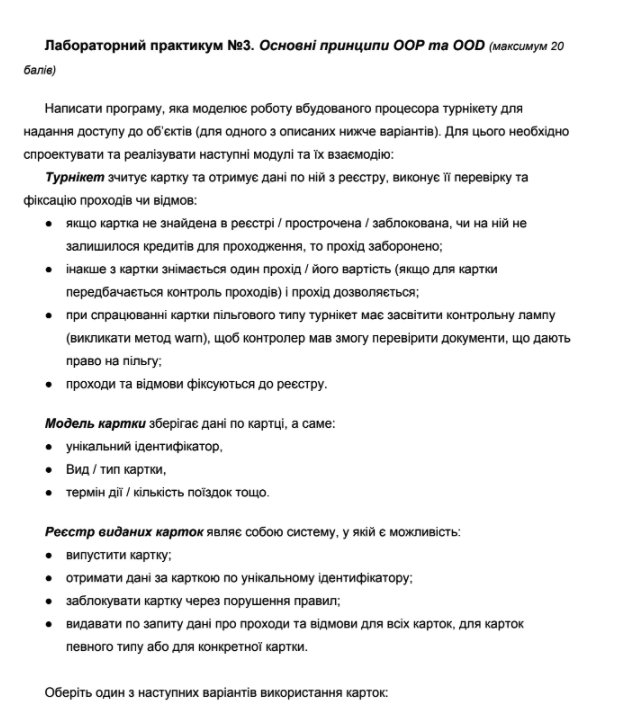 Лабораторний практикум №3. Основні принципи OOP та OOD (максимум 20
балів)
Написати програму, яка моделює роботу вбудованого процесора турнікету для
надання доступу до об'єктів (для одного з описаних нижче варіантів). Для цього необхідно
спроектувати та реалізувати наступні модулі та їх взаємодію:
Турнікет зчитує картку та отримує дані по ній з реєстру, виконує її перевірку та
фіксацію проходів чи відмов:
● якщо картка не знайдена в реєстрі / прострочена / заблокована, чи на ній не
залишилося кредитів для проходження, то прохід заборонено;
● інакше з картки знімається один прохід / його вартість (якщо для картки
передбачається контроль проходів) і прохід дозволяється;
● при спрацюванні картки пільгового типу турнікет має засвітити контрольну лампу
(викликати метод warn), щоб контролер мав змогу перевірити документи, що дають
право на пільгу;
● проходи та відмови фіксуються до реєстру.
Модель картки зберігає дані по картці, а саме:
● унікальний ідентифікатор,
● Вид / тип картки,
● термін дії / кількість поїздок тощо.
Реєстр виданих карток являє собою систему, у якій є можливість:
● випустити картку;
● отримати дані за карткою по унікальному ідентифікатору;
● заблокувати картку через порушення правил;
● видавати по запиту дані про проходи та відмови для всіх карток, для карток
певного типу або для конкретної картки.
Оберіть один з наступних варіантів використання карток: